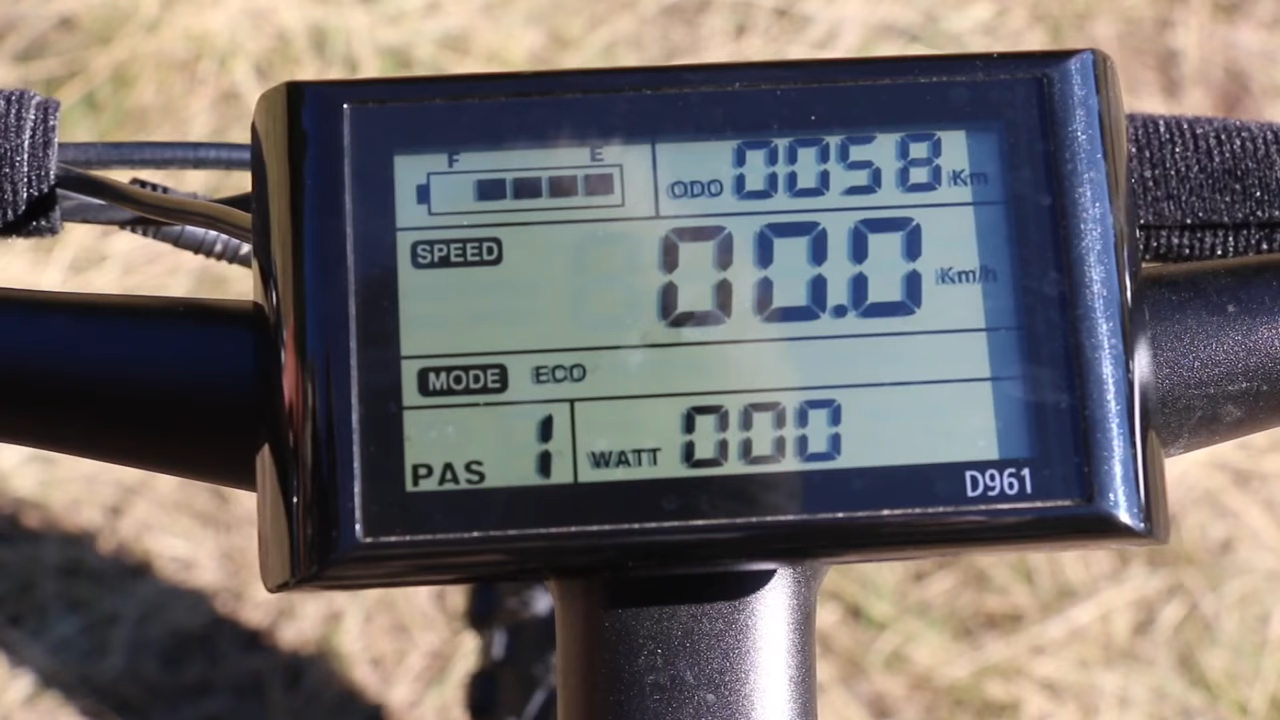 F E
ODO 0058 Km
SPEED 00.0 Km/h
MODE ECO
PAS 1 WATT 000
D961